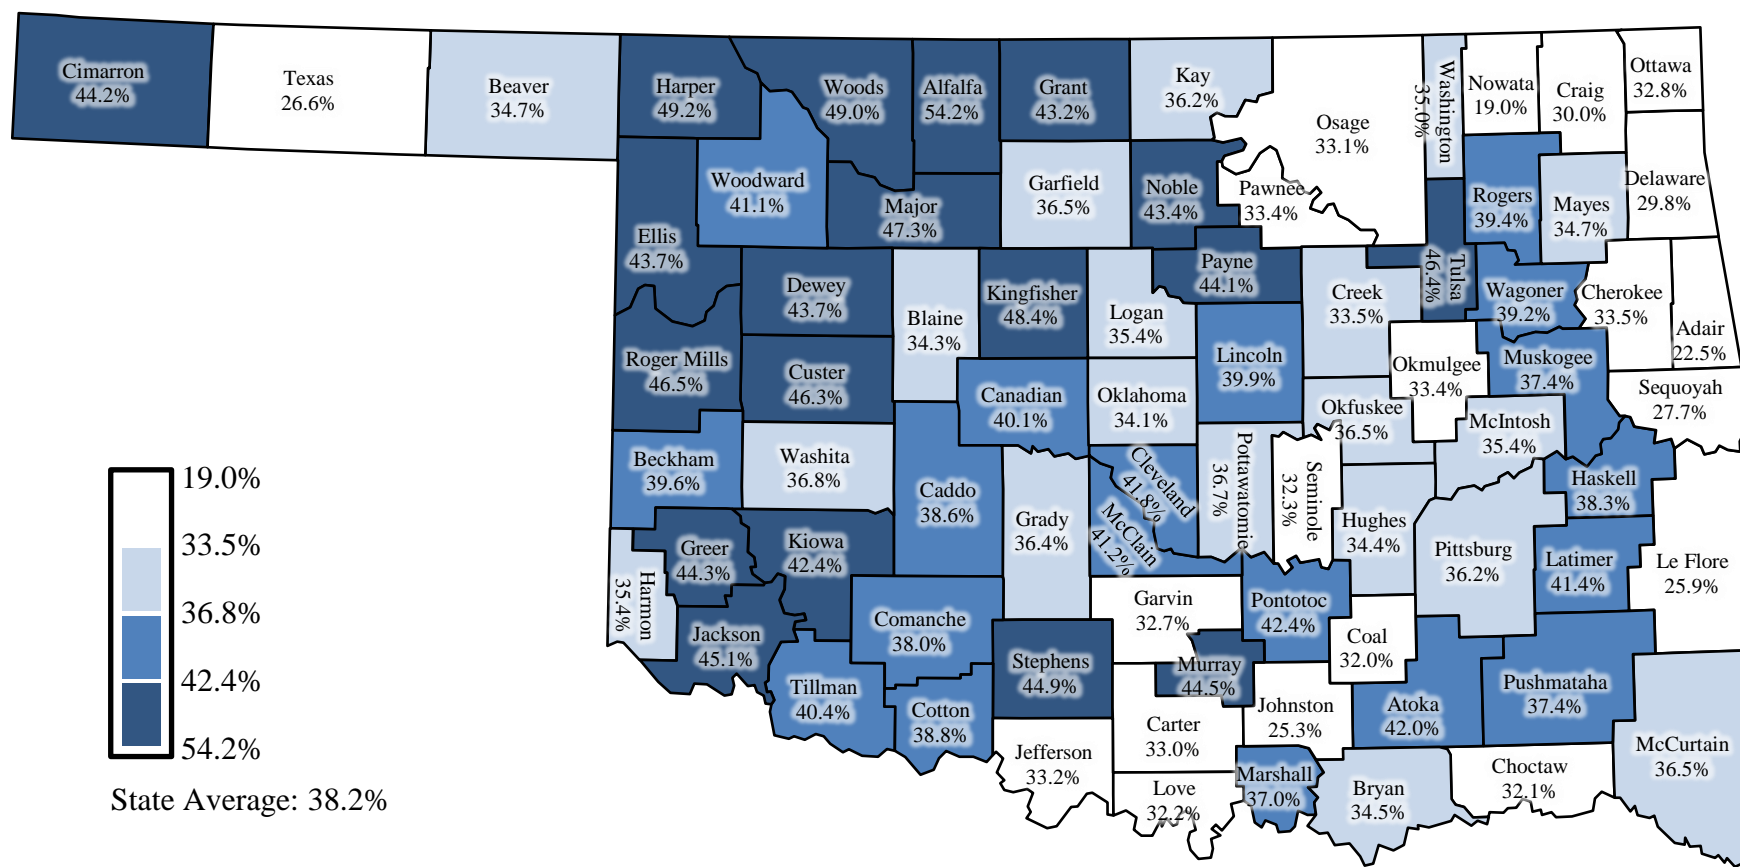 Cimarron
44.2%
Texas
26.6%
Beaver
34.7%
Harper
49.2%
Woods
49.0%
Alfalfa
54.2%
Grant
43.2%
Kay
36.2%
Osage
33.1%
Washington
35.0%
Nowata
19.0%
Craig
30.0%
Ottawa
32.8%
Woodward
41.1%
Major
47.3%
Garfield
36.5%
Noble
43.4%
Pawnee
33.4%
Rogers
39.4%
Mayes
34.7%
Delaware
29.8%
Ellis
43.7%
Dewey
43.7%
Blaine
34.3%
Kingfisher
48.4%
Logan
35.4%
Payne
44.1%
Creek
33.5%
Tulsa
46.4%
Wagoner
39.2%
Cherokee
33.5%
Adair
22.5%
Roger Mills
46.5%
Custer
46.3%
Canadian
40.1%
Oklahoma
34.1%
Lincoln
39.9%
Okmulgee
33.4%
Muskogee
37.4%
Sequoyah
27.7%
Beckham
39.6%
Washita
36.8%
Caddo
38.6%
Grady
36.4%
Cleveland
41.8%
McClain
41.2%
Pottawatomie
36.7%
Seminole
32.3%
Okfuskee
36.5%
McIntosh
35.4%
Haskell
38.3%
Hughes
34.4%
Pittsburg
36.2%
Latimer
41.4%
Le Flore
25.9%
Harmon
35.4%
Greer
44.3%
Kiowa
42.4%
Jackson
45.1%
Tillman
40.4%
Comanche
38.0%
Cotton
38.8%
Stephens
44.9%
Garvin
32.7%
Murray
44.5%
Pontotoc
42.4%
Coal
32.0%
Johnston
25.3%
Atoka
42.0%
Pushmataha
37.4%
McCurtain
36.5%
Jefferson
33.2%
Carter
33.0%
Love
32.2%
Marshall
37.0%
Bryan
34.5%
Choctaw
32.1%
19.0%
33.5%
36.8%
42.4%
54.2%
State Average: 38.2%